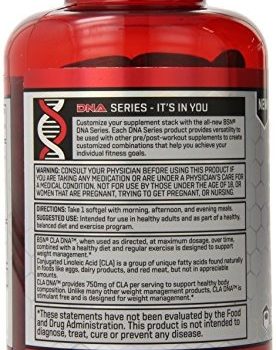 DNA SERIES - IT'S IN YOU
Customize your supplement stack with the all-new BSN®
DNA Series. Each DNA Series product provides versatility to
be used with other pre/post-workout supplements to create
customized combinations that help you achieve your
individual fitness goals.
WARNING: CONSULT YOUR PHYSICIAN BEFORE USING THIS
PRODUCT IF YOU ARE TAKING ANY MEDICATION OR ARE UNDER A PHYSICIAN'S CARE FOR
A MEDICAL CONDITION. NOT FOR USE BY THOSE UNDER THE AGE OF 18, OR
WOMEN THAT ARE PREGNANT, TRYING TO GET PREGNANT, OR NURSING.
DIRECTIONS: Take 1 softgel with morning, afternoon, and evening meals.
SUGGESTED USE: Intended for use in healthy adults and as part of a healthy,
balanced diet and exercise program.
BSN® CLA DNA™, when used as directed, at maximum dosage, over time,
combined with a healthy diet and regular exercise is designed to support
weight management.*
Conjugated Linoleic Acid [CLA] is a group of unique fatty acids found naturally
in foods like eggs, dairy products, and red meat, but not in appreciable
amounts.
CLA DNA™ provides 750mg of CLA per serving to support healthy body
composition. Unlike many other weight management products, CLA DNA™ is
stimulant free and is designed for weight management.*
*These statements have not been evaluated by the Food
and Drug Administration. This product is not intended to
diagnose, treat, cure or prevent any disease.